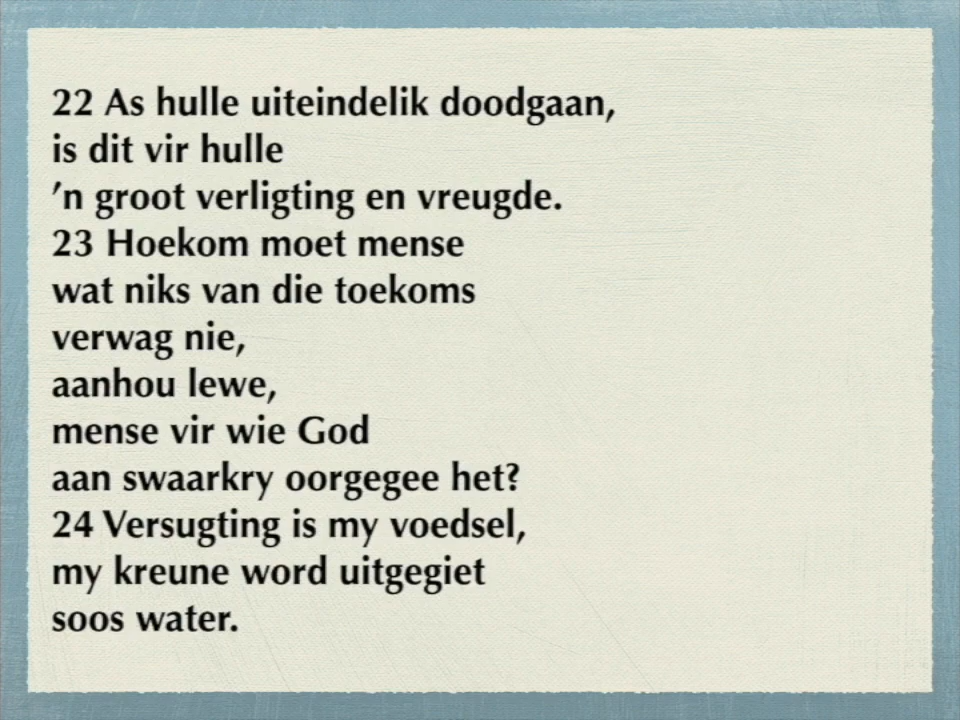 22 As hulle uiteindelik doodgaan,
is dit vir hulle
’n groot verligting en vreugde.
23 Hoekom moet mense
wat niks van die toekoms
verwag nie,
aanhou lewe,
mense vir wie God
aan swaarkry oorgegee het?
24 Versugting is my voedsel,
my kreune word uitgegiet
soos water.